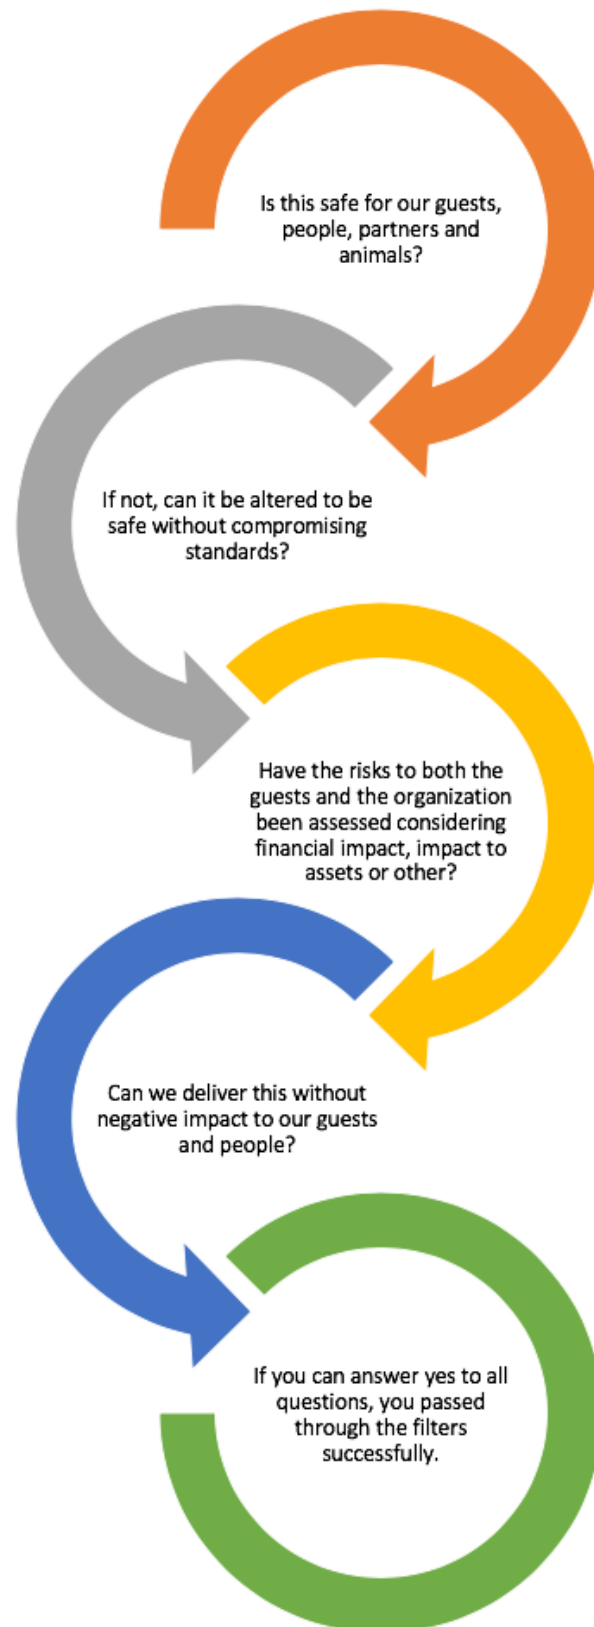 Is this safe for our guests,
people, partners and
animals?
If not, can it be altered to be
safe without compromising
standards?
Have the risks to both the
guests and the organization
been assessed considering
financial impact, impact to
assets or other?
Can we deliver this without
negative impact to our guests
and people?
If you can answer yes to all
questions, you passed
through the filters
successfully.